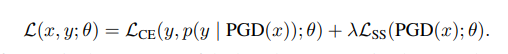 ℒ(x, y; θ) = ℒ_CE(y, p(y | PGD(x)); θ) + λℒ_SS(PGD(x); θ).